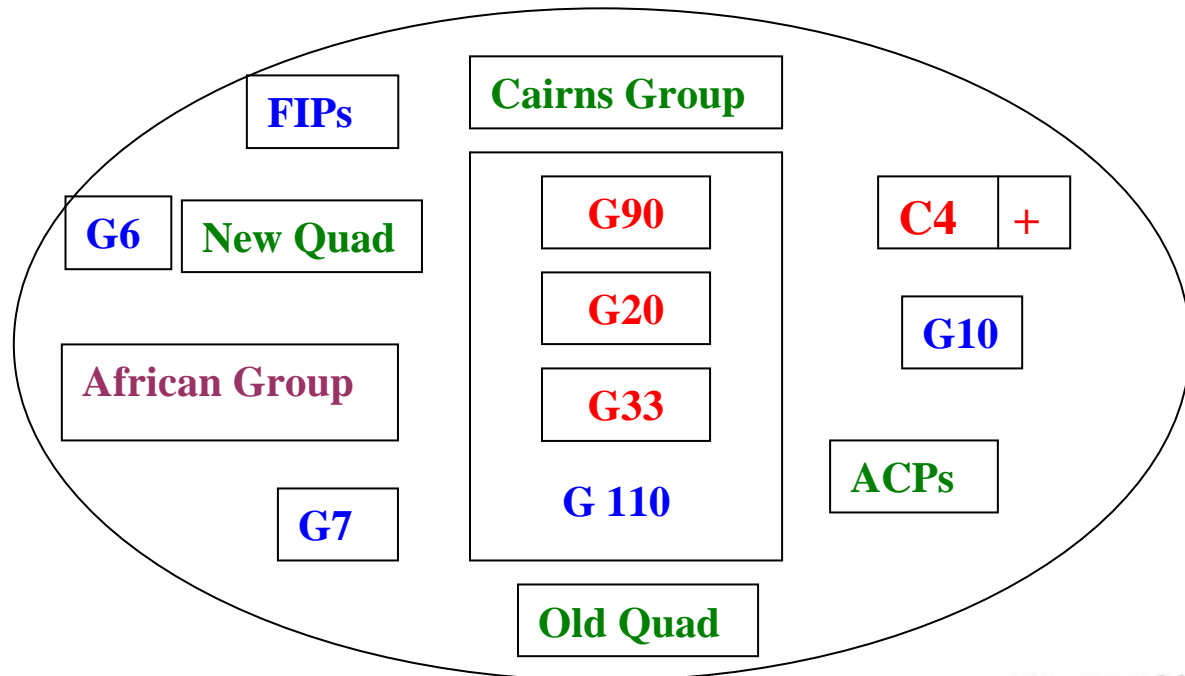 Cairns Group
FIPs
G90
C4 +
G6
New Quad
G20
G10
African Group
G33
ACPs
G 110
G7
Old Quad